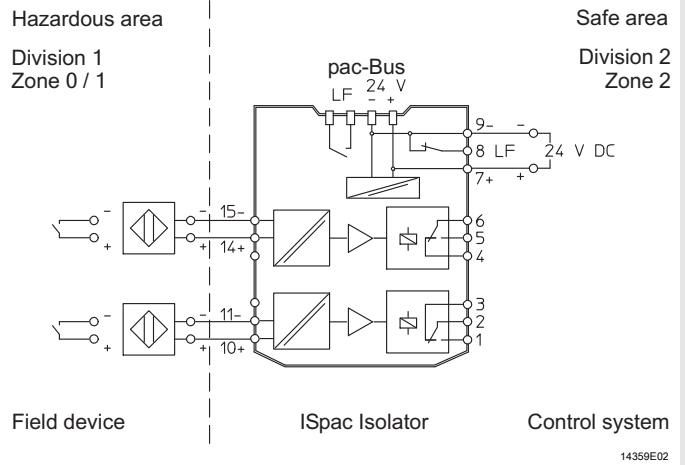 Hazardous area
Safe area
Division 1
Zone 0 / 1
Division 2
Zone 2
pac-Bus
LF 24 V
- +
9- -
8 LF 24 V DC
7+ +
- - 15-
+ + 14+
6
5
4
3
2
1
- - 11-
+ + 10+
Field device
ISpac Isolator
Control system
14359E02